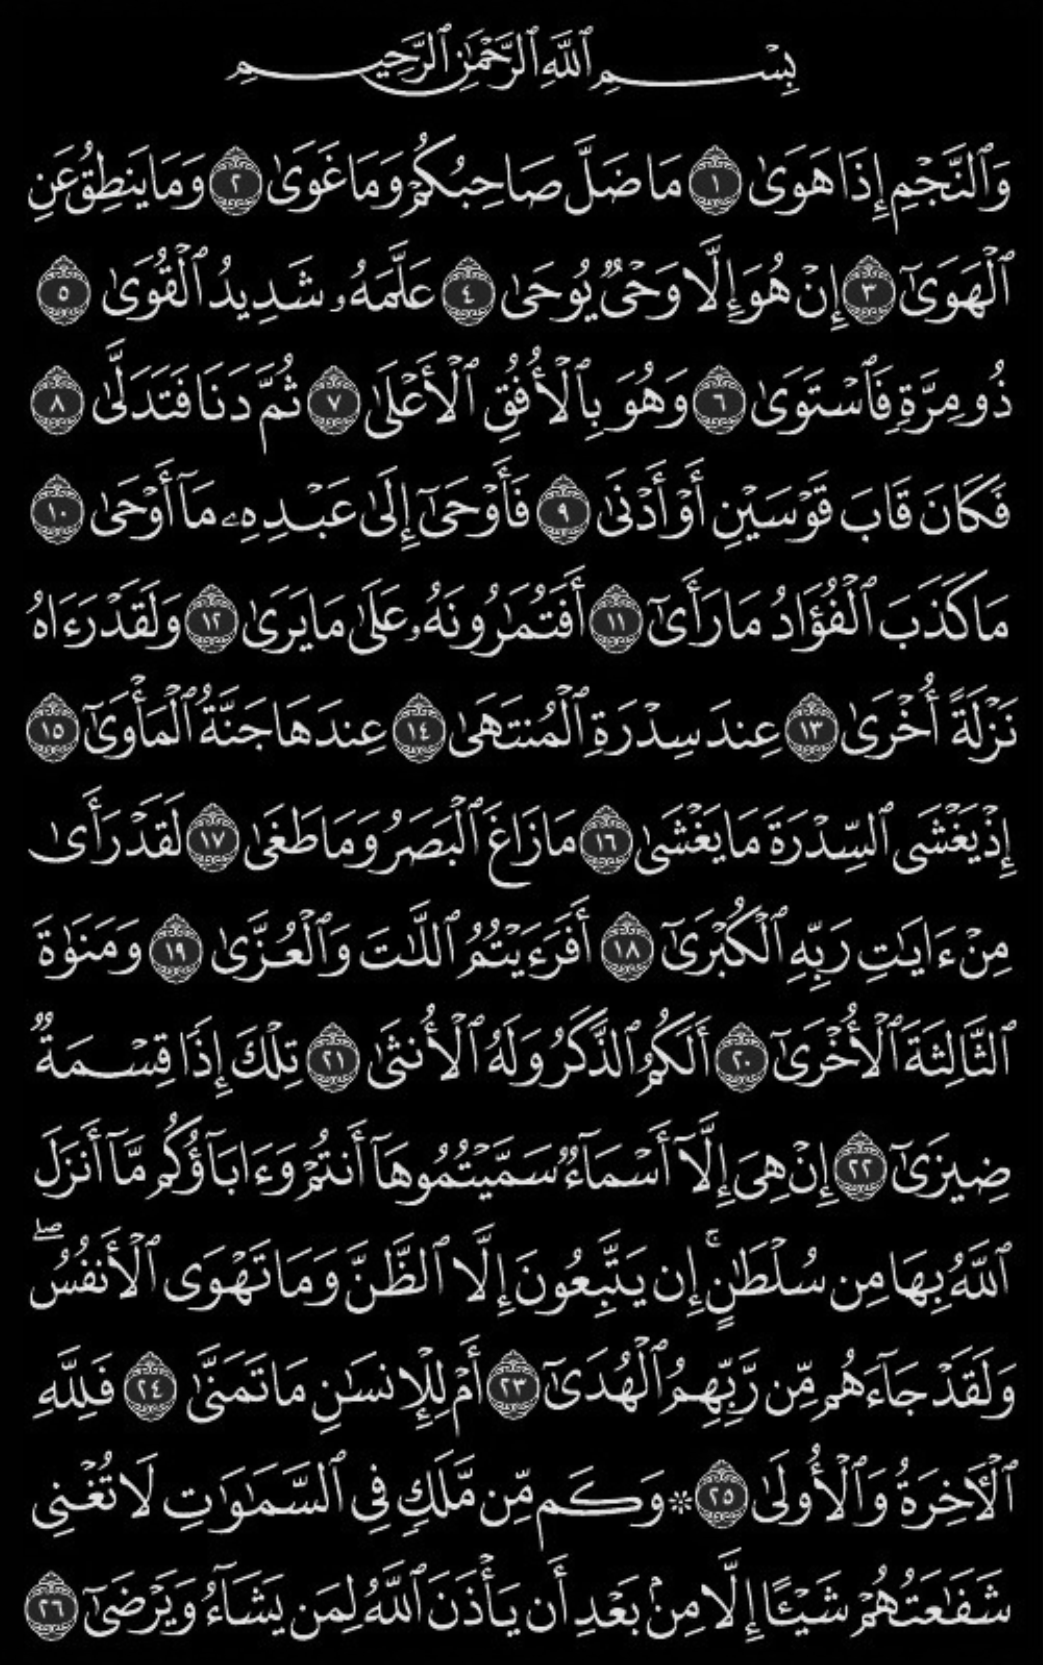 بِسْمِ ٱللَّهِ ٱلرَّحْمَٰنِ ٱلرَّحِيمِ
وَٱلنَّجْمِ إِذَا هَوَىٰ ١ مَا ضَلَّ صَاحِبُكُمْ وَمَا غَوَىٰ ٢ وَمَا يَنطِقُ عَنِ
ٱلْهَوَىٰٓ ٣ إِنْ هُوَ إِلَّا وَحْىٌ يُوحَىٰ ٤ عَلَّمَهُۥ شَدِيدُ ٱلْقُوَىٰ ٥
ذُو مِرَّةٍ فَٱسْتَوَىٰ ٦ وَهُوَ بِٱلْأُفُقِ ٱلْأَعْلَىٰ ٧ ثُمَّ دَنَا فَتَدَلَّىٰ ٨
فَكَانَ قَابَ قَوْسَيْنِ أَوْ أَدْنَىٰ ٩ فَأَوْحَىٰٓ إِلَىٰ عَبْدِهِۦ مَآ أَوْحَىٰ ١٠
مَا كَذَبَ ٱلْفُؤَادُ مَا رَأَىٰٓ ١١ أَفَتُمَٰرُونَهُۥ عَلَىٰ مَا يَرَىٰ ١٢ وَلَقَدْ رَءَاهُ
نَزْلَةً أُخْرَىٰ ١٣ عِندَ سِدْرَةِ ٱلْمُنتَهَىٰ ١٤ عِندَهَا جَنَّةُ ٱلْمَأْوَىٰٓ ١٥
إِذْ يَغْشَى ٱلسِّدْرَةَ مَا يَغْشَىٰ ١٦ مَا زَاغَ ٱلْبَصَرُ وَمَا طَغَىٰ ١٧ لَقَدْ رَأَىٰ
مِنْ ءَايَٰتِ رَبِّهِ ٱلْكُبْرَىٰٓ ١٨ أَفَرَءَيْتُمُ ٱللَّٰتَ وَٱلْعُزَّىٰ ١٩ وَمَنَوٰةَ
ٱلثَّالِثَةَ ٱلْأُخْرَىٰٓ ٢٠ أَلَكُمُ ٱلذَّكَرُ وَلَهُ ٱلْأُنثَىٰ ٢١ تِلْكَ إِذًا قِسْمَةٌ
ضِيزَىٰٓ ٢٢ إِنْ هِىَ إِلَّآ أَسْمَآءٌ سَمَّيْتُمُوهَآ أَنتُمْ وَءَابَآؤُكُم مَّآ أَنزَلَ
ٱللَّهُ بِهَا مِن سُلْطَٰنٍ ۚ إِن يَتَّبِعُونَ إِلَّا ٱلظَّنَّ وَمَا تَهْوَى ٱلْأَنفُسُ ۖ
وَلَقَدْ جَآءَهُم مِّن رَّبِّهِمُ ٱلْهُدَىٰٓ ٢٣ أَمْ لِلْإِنسَٰنِ مَا تَمَنَّىٰ ٢٤ فَلِلَّهِ
ٱلْءَاخِرَةُ وَٱلْأُولَىٰ ٢٥ ۞ وَكَم مِّن مَّلَكٍ فِى ٱلسَّمَٰوَٰتِ لَا تُغْنِى
شَفَٰعَتُهُمْ شَيْـًٔا إِلَّا مِنۢ بَعْدِ أَن يَأْذَنَ ٱللَّهُ لِمَن يَشَآءُ وَيَرْضَىٰٓ ٢٦